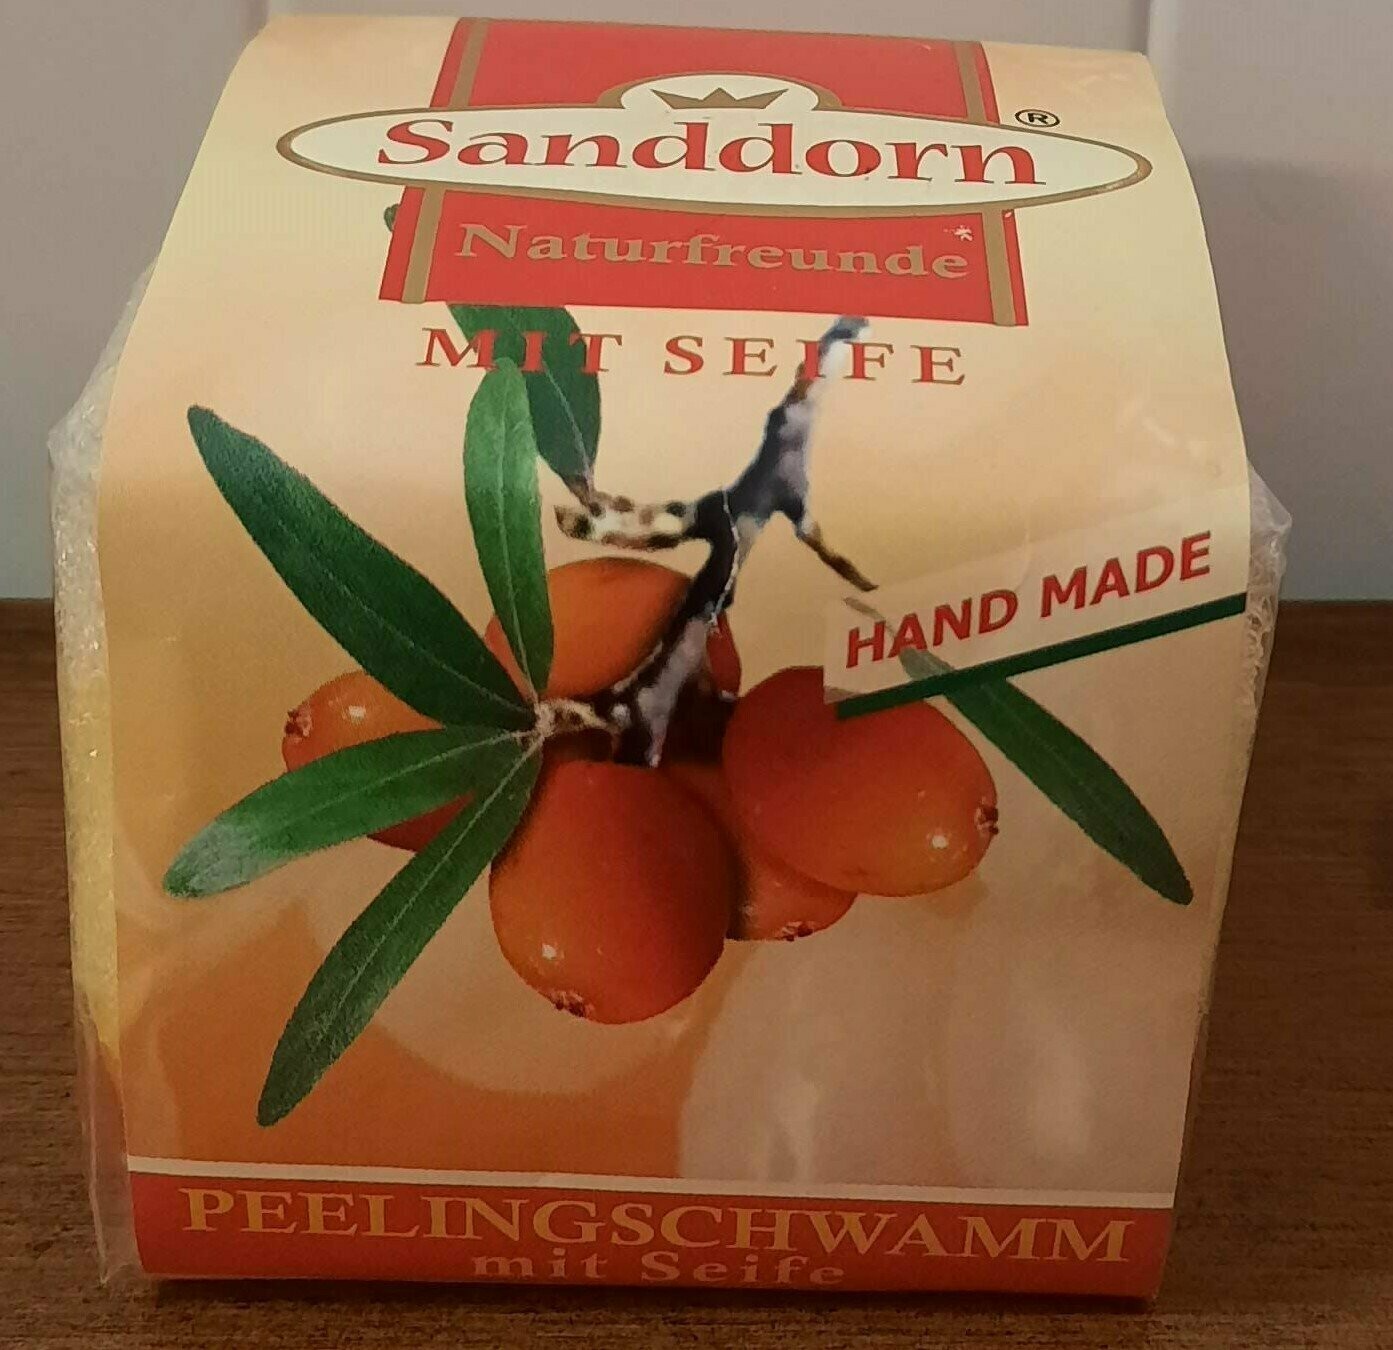 Sanddorn ®
Naturfreunde
MIT SEIFE
HAND MADE
PEELINGSCHWAMM
mit Seife